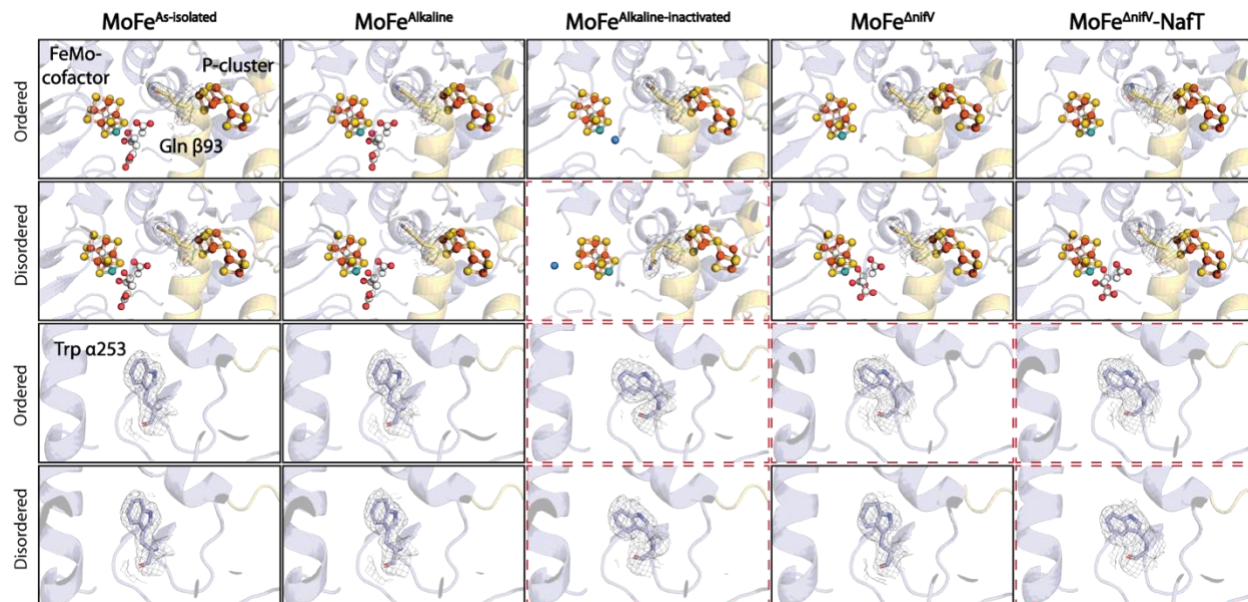 MoFeAs-isolated MoFeAlkaline MoFeAlkaline-inactivated MoFeΔnifV MoFeΔnifV-NafT
Ordered
FeMo-
cofactor
P-cluster
Gln β93
Disordered
Ordered
Trp α253
Disordered